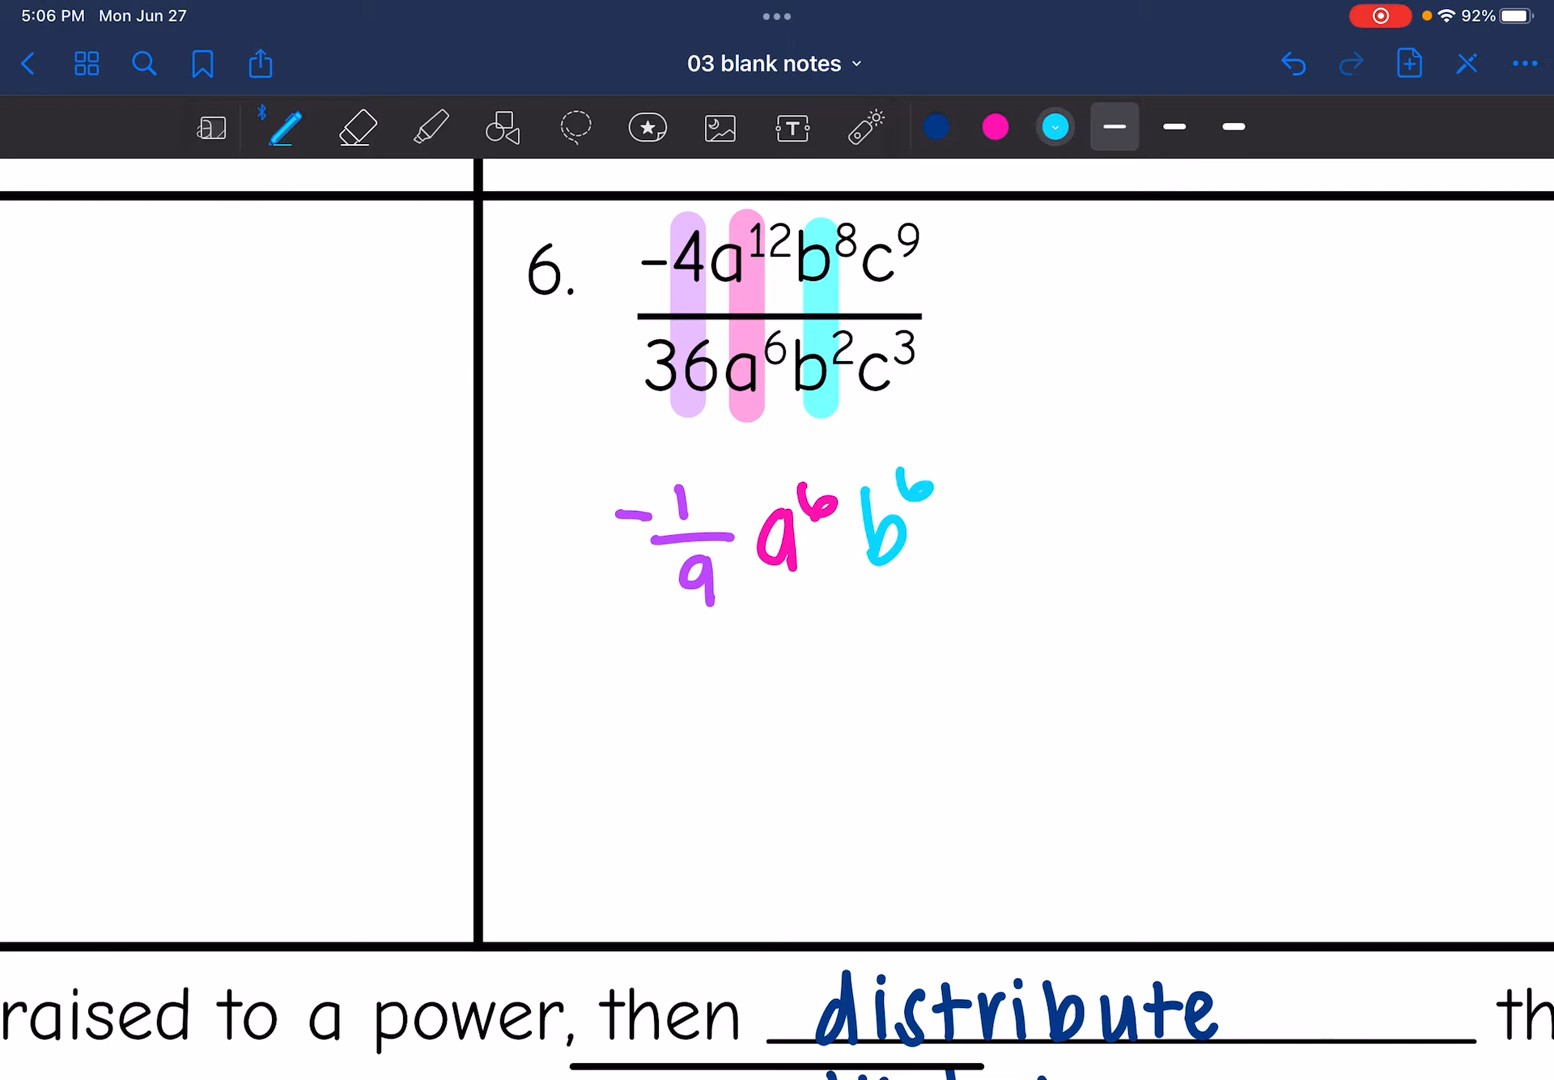 5:06 PM Mon Jun 27
92%
03 blank notes
T
6. -4a¹²b⁸c⁹
36a⁶b²c³
-1
9 a⁶ b⁶
raised to a power, then distribute th